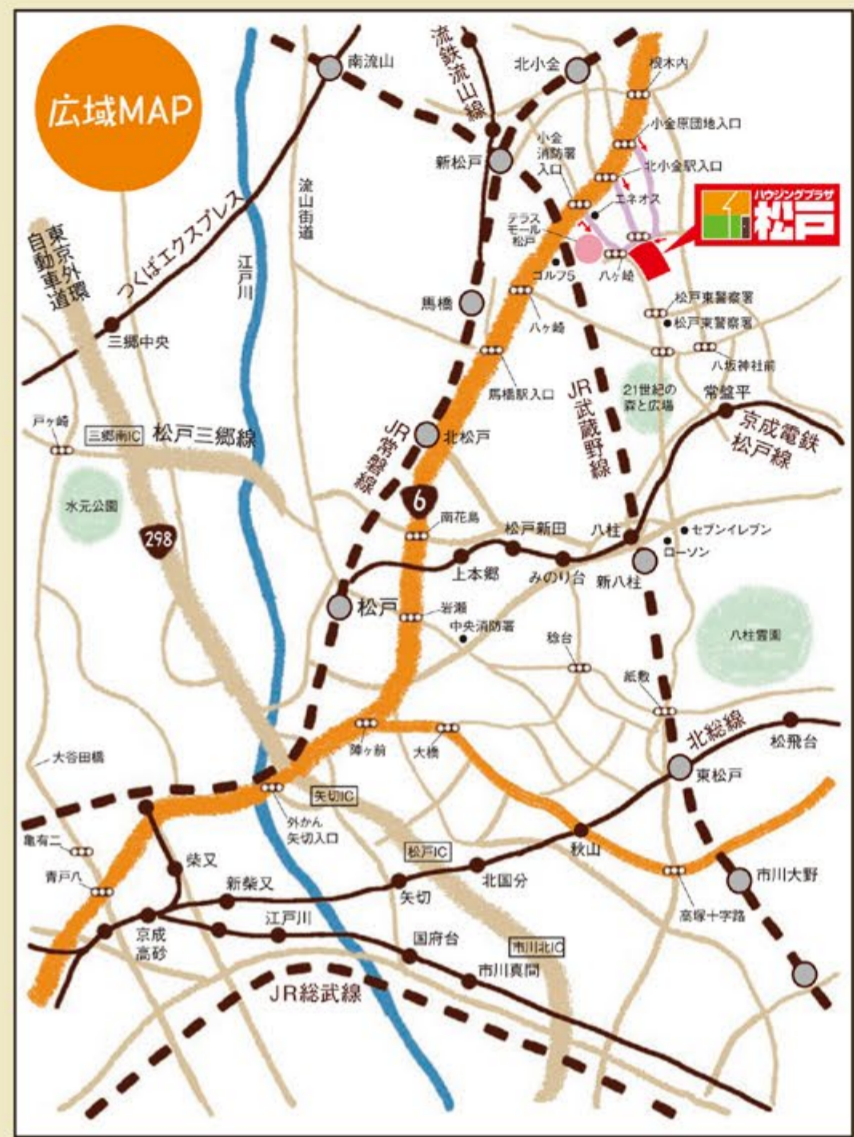 広域MAP
南流山
流鉄流山線
北小金
根木内
小金原団地入口
小金
消防署
入口
北小金駅入口
新松戸
エネオス
ハウジングプラザ
松戸
テラス
モール
松戸
流山街道
つくばエクスプレス
東京外環
自動車道
江戸川
ゴルフ5
八ヶ崎
馬橋
八ヶ崎
松戸東警察署
松戸東警察署
三郷中央
馬橋駅入口
八坂神社前
21世紀の
森と広場
常盤平
JR武蔵野線
京成電鉄
松戸線
戸ヶ崎
三郷南IC
松戸三郷線
JR常磐線
北松戸
水元公園
6
298
南花島
松戸新田
八柱
セブンイレブン
ローソン
上本郷
みのり台
新八柱
松戸
岩瀬
中央消防署
稔台
八柱霊園
紙敷
北総線
松飛台
陣ヶ前
大橋
東松戸
大谷田橋
矢切IC
外かん
矢切入口
亀有二
柴又
松戸IC
秋山
青戸八
新柴又
矢切
北国分
市川大野
高塚十字路
京成
高砂
江戸川
国府台
市川北IC
市川真間
JR総武線